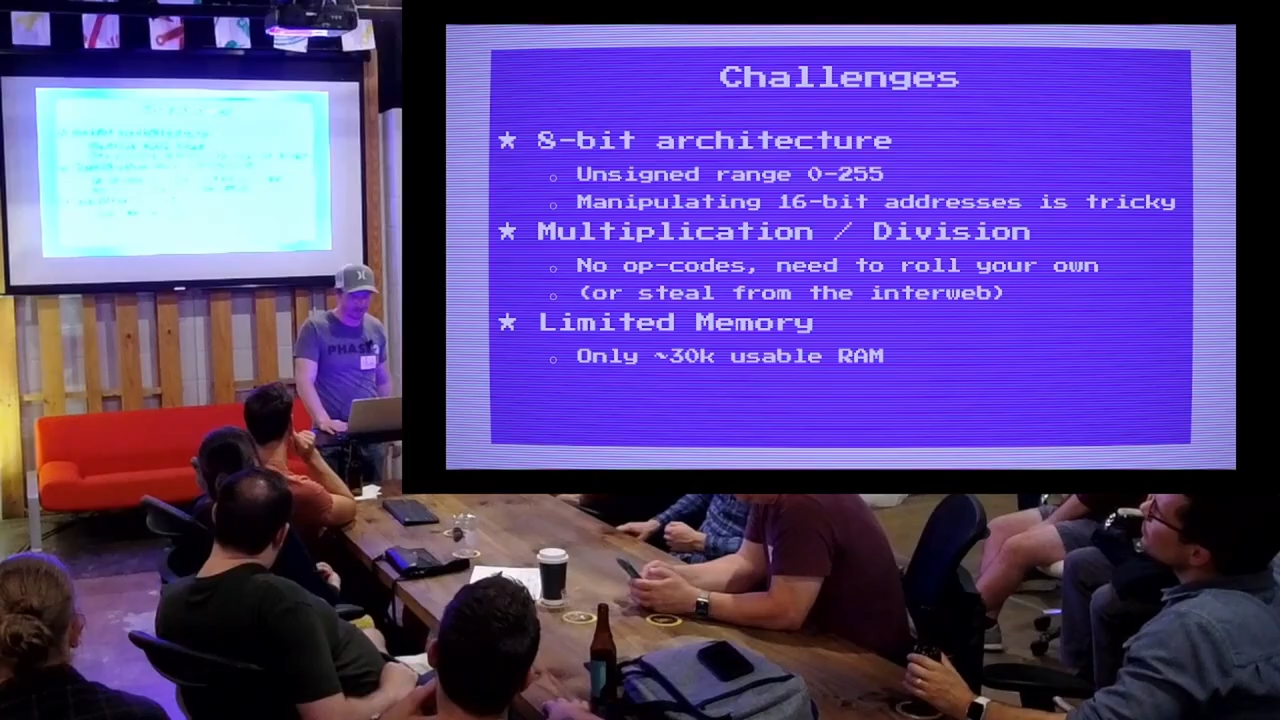 Challenges
★ 8-bit architecture
○ Unsigned range 0-255
○ Manipulating 16-bit addresses is tricky
★ Multiplication / Division
○ No op-codes, need to roll your own
○ (or steal from the interweb)
★ Limited Memory
○ Only ~30k usable RAM